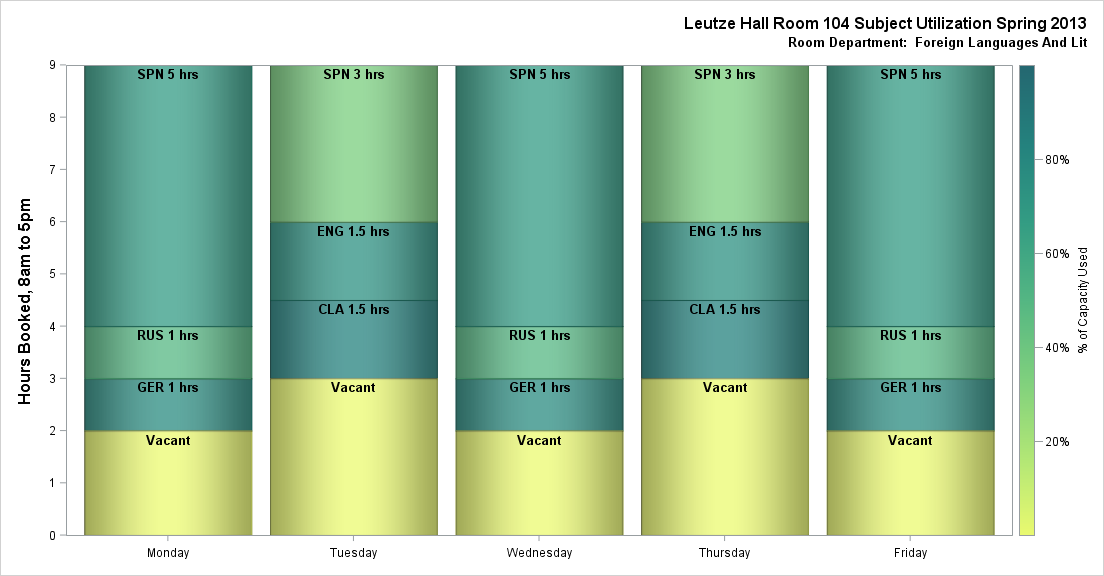 Leutze Hall Room 104 Subject Utilization Spring 2013
Room Department:  Foreign Languages And Lit
Hours Booked, 8am to 5pm
9
8
7
6
5
4
3
2
1
0
SPN 5 hrs
RUS 1 hrs
GER 1 hrs
Vacant
SPN 3 hrs
ENG 1.5 hrs
CLA 1.5 hrs
Vacant
SPN 5 hrs
RUS 1 hrs
GER 1 hrs
Vacant
SPN 3 hrs
ENG 1.5 hrs
CLA 1.5 hrs
Vacant
SPN 5 hrs
RUS 1 hrs
GER 1 hrs
Vacant
Monday
Tuesday
Wednesday
Thursday
Friday
80%
60%
40%
20%
% of Capacity Used